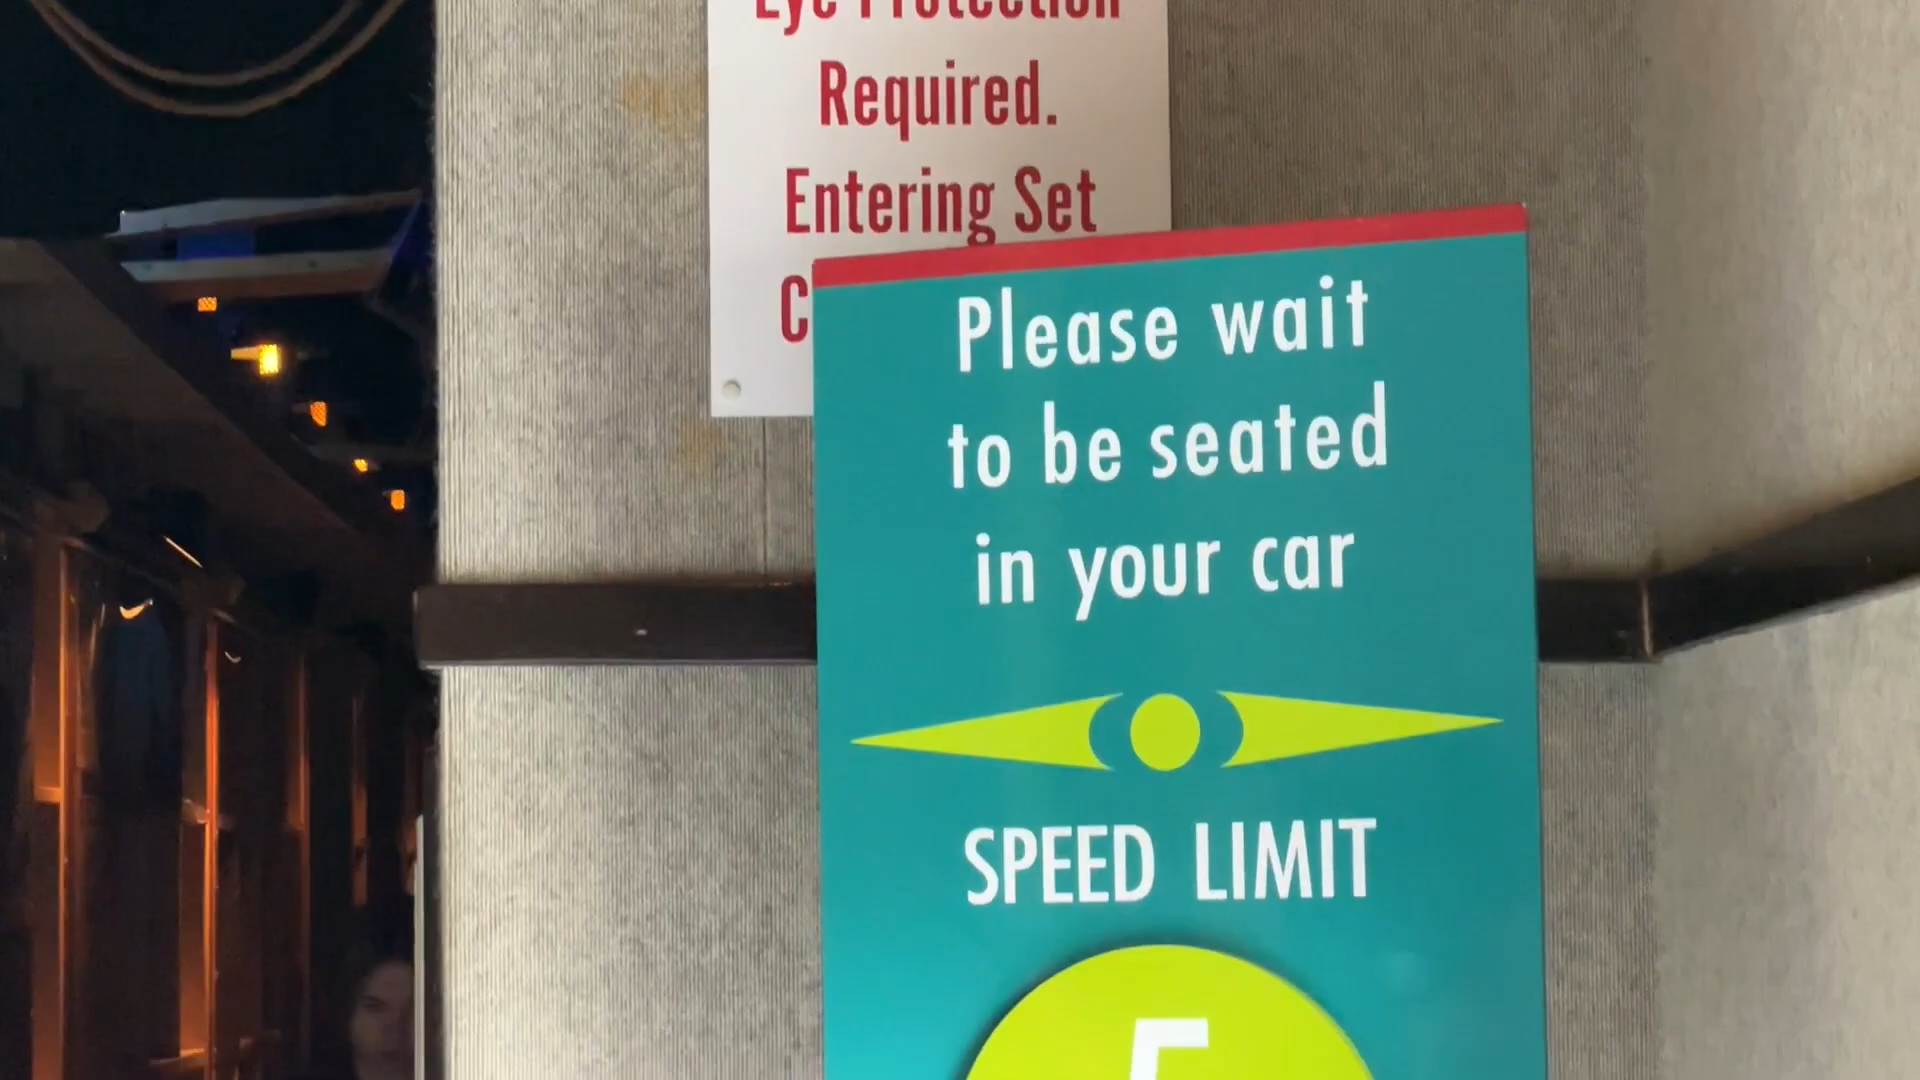 Eye Protection
Required.
Entering Set
C
Please wait
to be seated
in your car
SPEED LIMIT
5